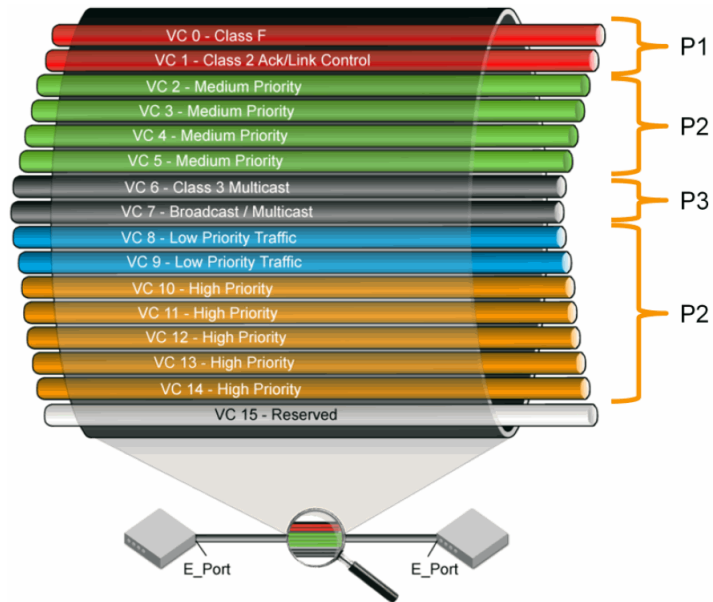 VC 0 - Class F
VC 1 - Class 2 Ack/Link Control
P1
VC 2 - Medium Priority
VC 3 - Medium Priority
VC 4 - Medium Priority
VC 5 - Medium Priority
P2
VC 6 - Class 3 Multicast
VC 7 - Broadcast / Multicast
P3
VC 8 - Low Priority Traffic
VC 9 - Low Priority Traffic
VC 10 - High Priority
VC 11 - High Priority
VC 12 - High Priority
VC 13 - High Priority
VC 14 - High Priority
P2
VC 15 - Reserved
E_Port
E_Port